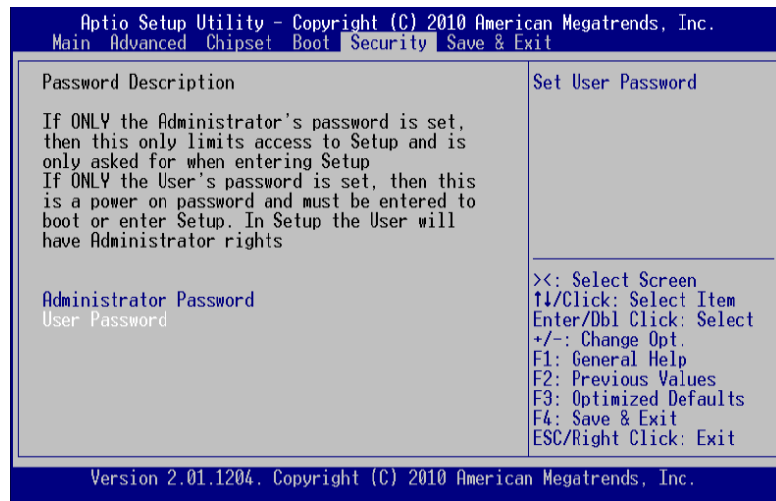 Aptio Setup Utility – Copyright (C) 2010 American Megatrends, Inc.
Main Advanced Chipset Boot Security Save & Exit
Password Description
If ONLY the Administrator's password is set,
then this only limits access to Setup and is
only asked for when entering Setup
If ONLY the User's password is set, then this
is a power on password and must be entered to
boot or enter Setup. In Setup the User will
have Administrator rights
Administrator Password
User Password
Set User Password
><: Select Screen
↑↓/Click: Select Item
Enter/Dbl Click: Select
+/-: Change Opt.
F1: General Help
F2: Previous Values
F3: Optimized Defaults
F4: Save & Exit
ESC/Right Click: Exit
Version 2.01.1204. Copyright (C) 2010 American Megatrends, Inc.